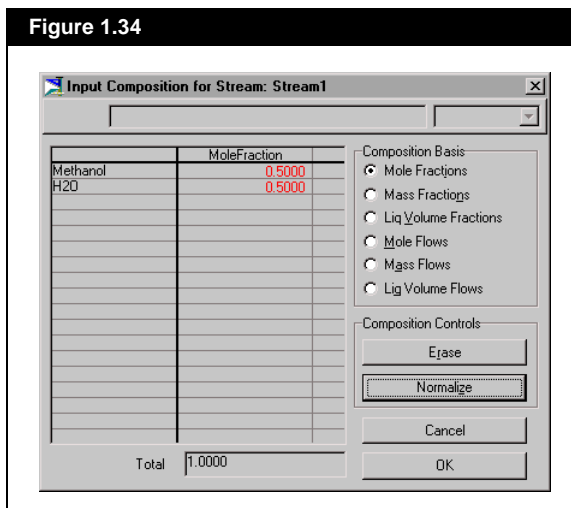 Figure 1.34
Input Composition for Stream: Stream1
MoleFraction
Methanol 0.5000
H2O 0.5000
Total 1.0000
Composition Basis
Mole Fractions
Mass Fractions
Liq Volume Fractions
Mole Flows
Mass Flows
Liq Volume Flows
Composition Controls
Erase
Normalize
Cancel
OK